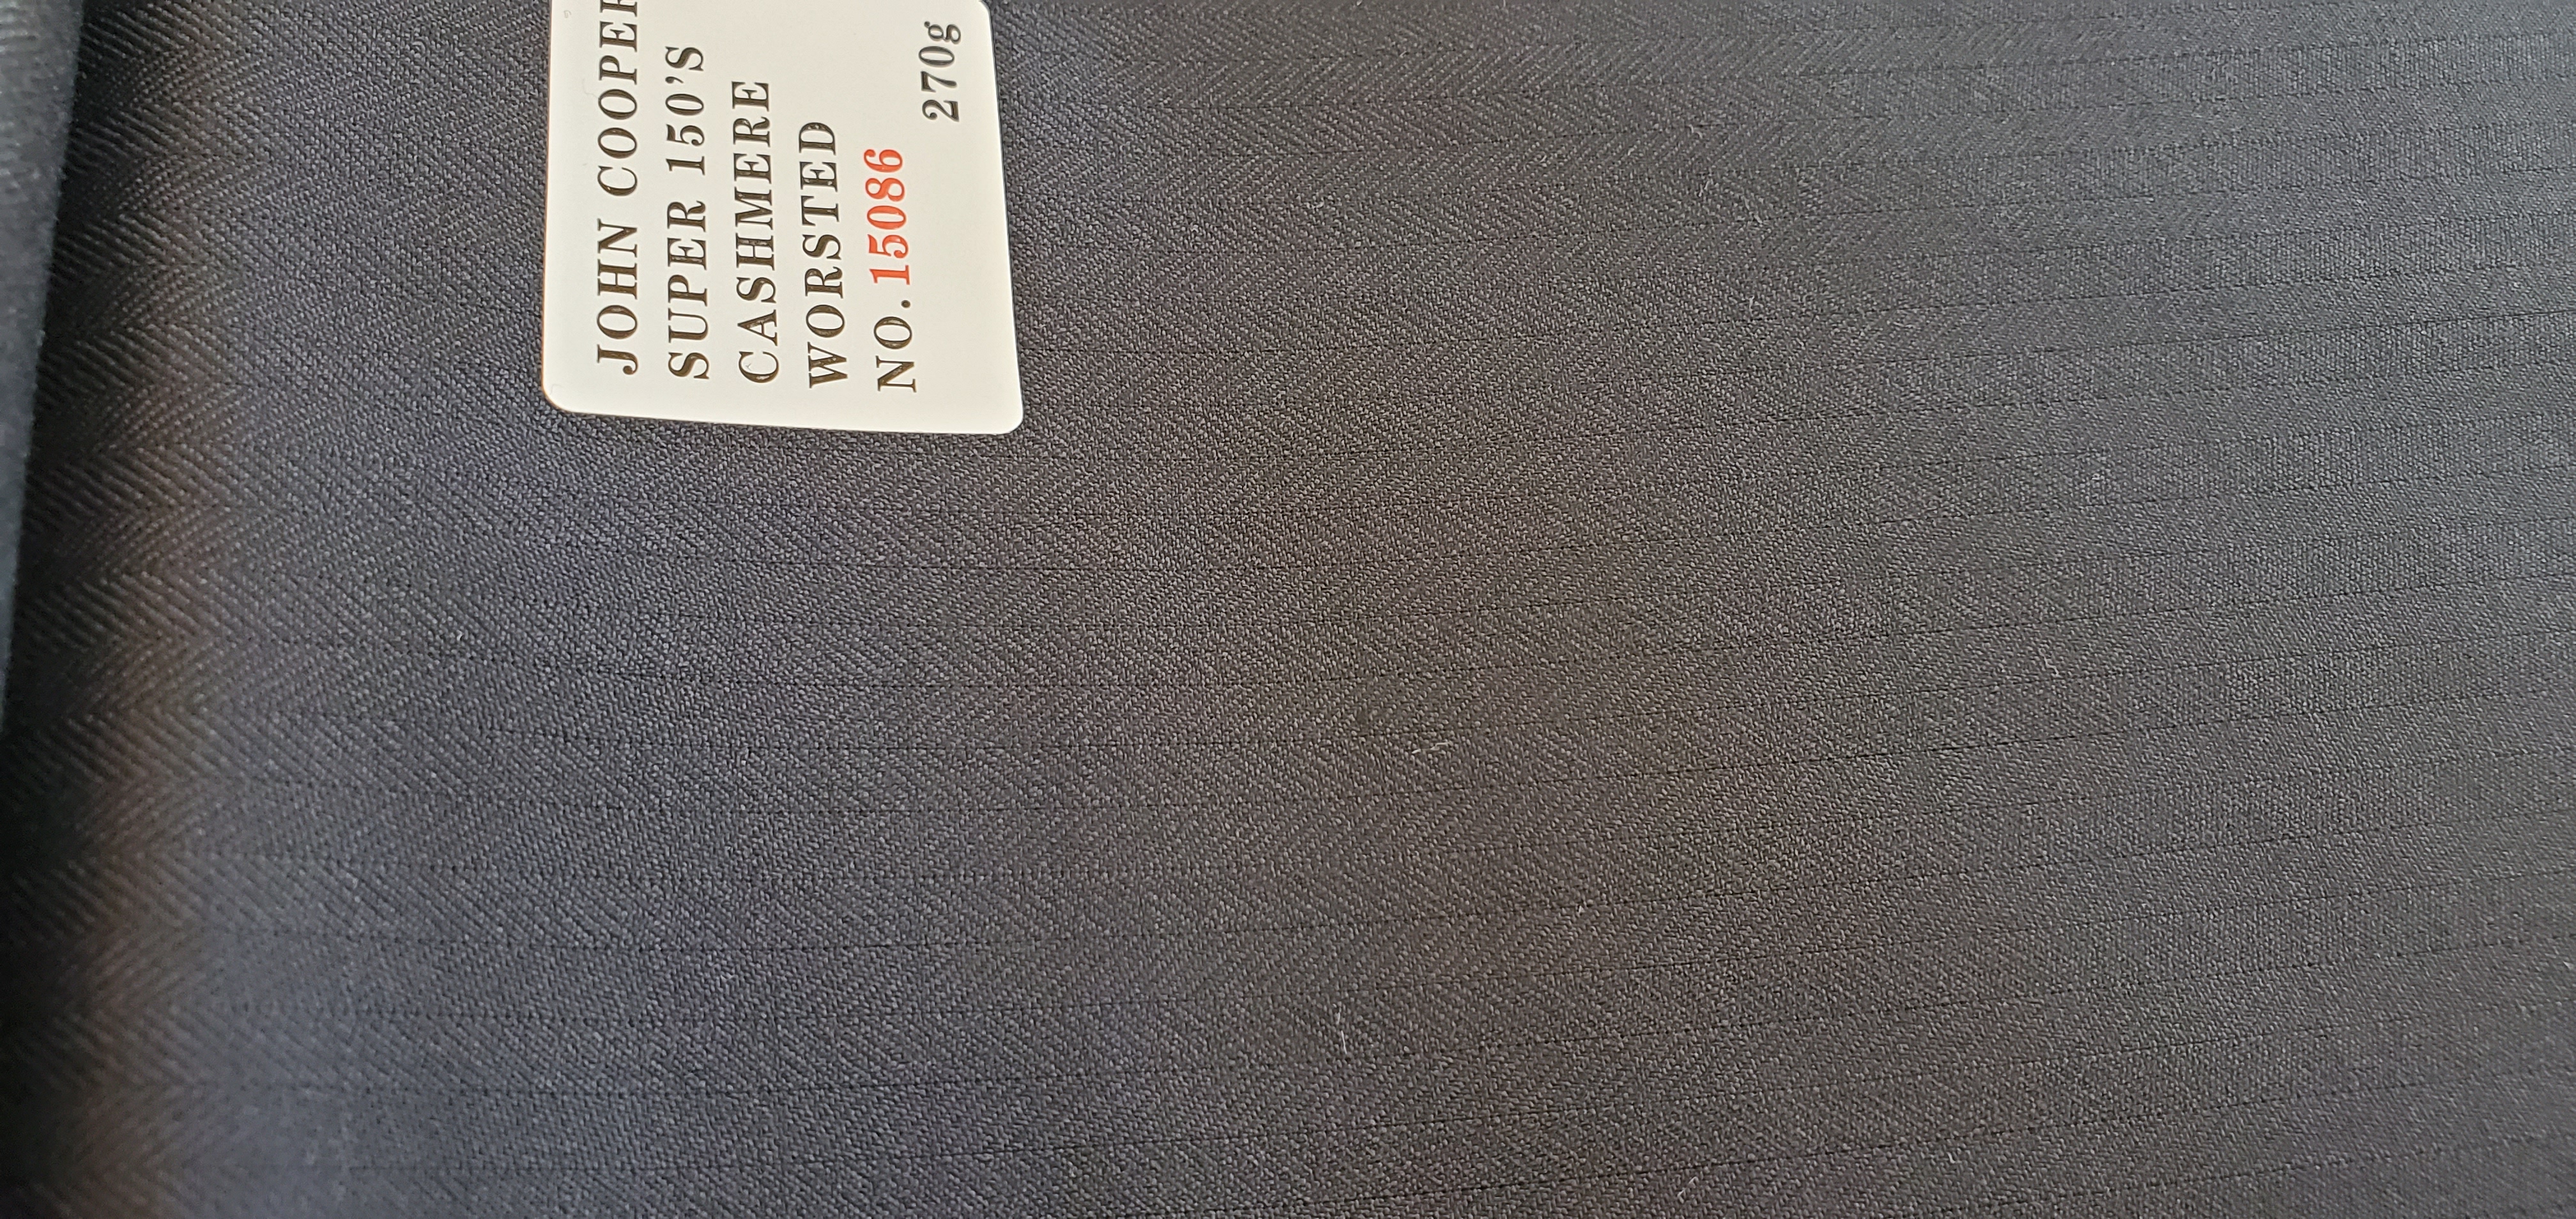 JOHN COOPER
SUPER 150'S
CASHMERE
WORSTED
NO. 15086
270g